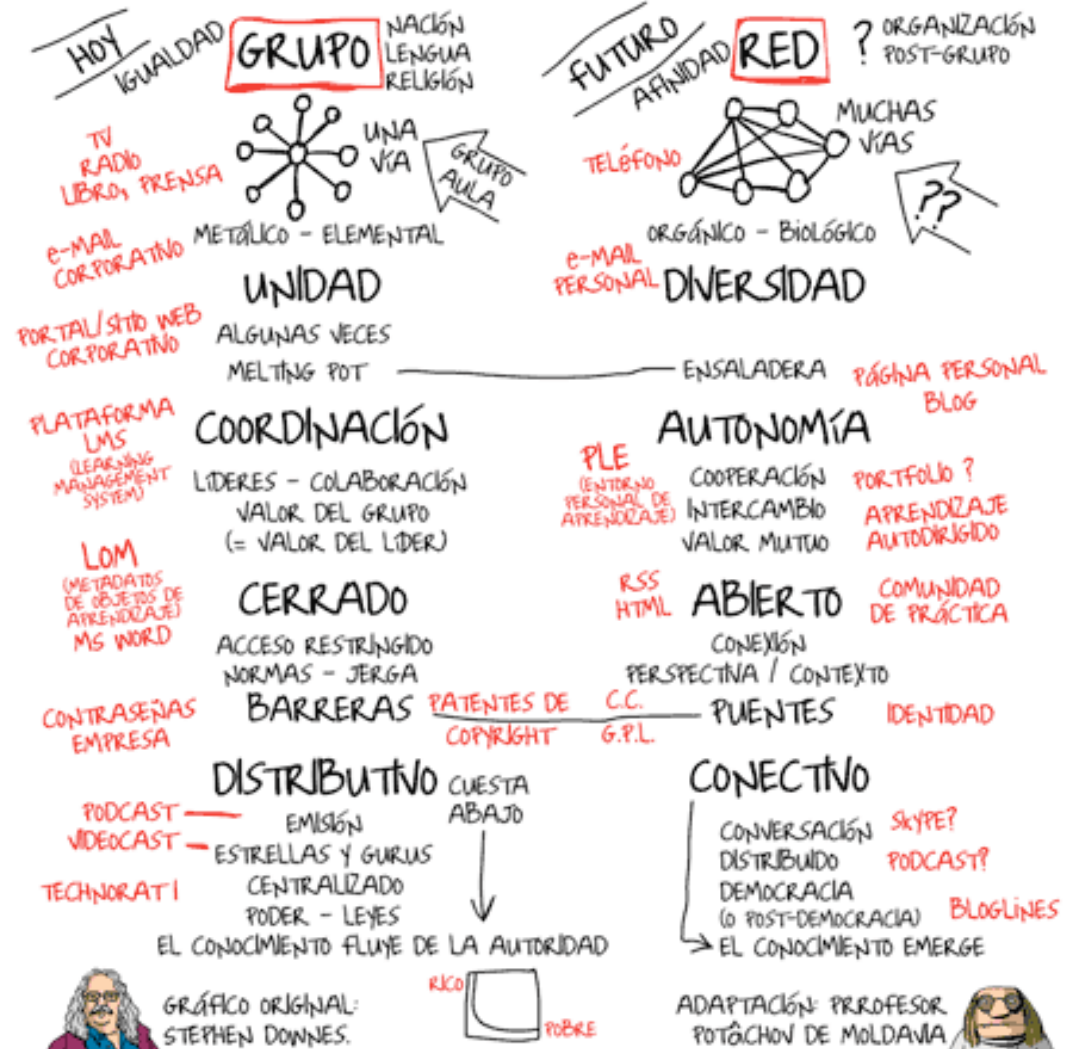 HOY
IGUALDAD
GRUPO
NACIÓN
LENGUA
RELIGIÓN
TV
RADIO
LIBRO, PRENSA
UNA
VÍA
GRUPO
AULA
METÁLICO - ELEMENTAL
e-MAIL
CORPORATIVO
UNIDAD
PORTAL/SITIO WEB
CORPORATIVO
ALGUNAS VECES
MELTING POT
PLATAFORMA
LMS
(LEARNING
MANAGEMENT
SYSTEM)
COORDINACIÓN
LÍDERES - COLABORACIÓN
VALOR DEL GRUPO
(= VALOR DEL LÍDER)
LOM
(METADATOS
DE OBJETOS DE
APRENDIZAJE)
MS WORD
CERRADO
ACCESO RESTRINGIDO
NORMAS - JERGA
BARRERAS
CONTRASEÑAS
EMPRESA
PATENTES DE
COPYRIGHT
DISTRIBUTIVO
CUESTA
ABAJO
PODCAST
VIDEOCAST
TECHNORATI
EMISIÓN
ESTRELLAS Y GURUS
CENTRALIZADO
PODER - LEYES
EL CONOCIMIENTO FLUYE DE LA AUTORIDAD
RICO
POBRE
GRÁFICO ORIGINAL:
STEPHEN DOWNES.
FUTURO
AFINIDAD
RED
? ORGANIZACIÓN
POST-GRUPO
TELÉFONO
MUCHAS
VÍAS
??
ORGÁNICO - BIOLÓGICO
e-MAIL
PERSONAL
DIVERSIDAD
ENSALADERA
PÁGINA PERSONAL
BLOG
AUTONOMÍA
PLE
(ENTORNO
PERSONAL DE
APRENDIZAJE)
COOPERACIÓN
INTERCAMBIO
VALOR MUTUO
PORTFOLIO ?
APRENDIZAJE
AUTODIRIGIDO
RSS
HTML
ABIERTO
COMUNIDAD
DE PRÁCTICA
CONEXIÓN
PERSPECTIVA / CONTEXTO
C.C.
G.P.L.
PUENTES
IDENTIDAD
CONECTIVO
CONVERSACIÓN
SKYPE?
DISTRIBUIDO
PODCAST?
DEMOCRACIA
(O POST-DEMOCRACIA)
BLOGLINES
EL CONOCIMIENTO EMERGE
ADAPTACIÓN: PRROFESOR
POTÂCHOV DE MOLDAVIA